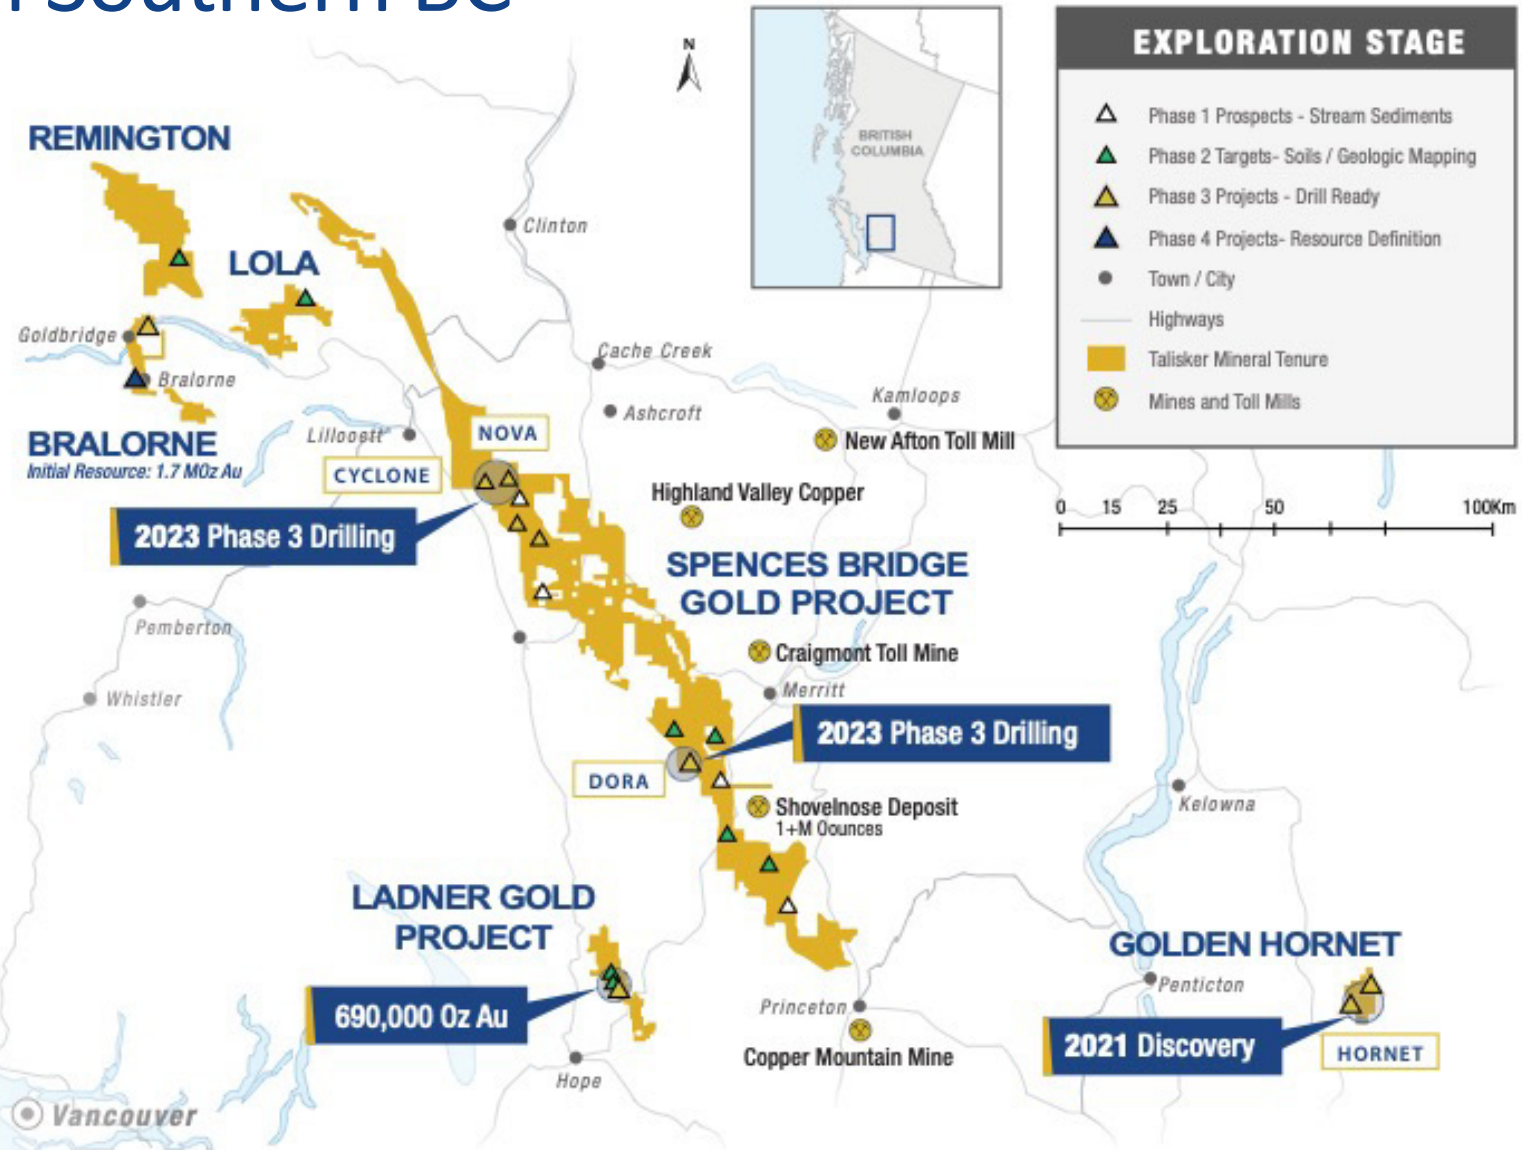 Southern BC
N
EXPLORATION STAGE
Phase 1 Prospects - Stream Sediments
Phase 2 Targets- Soils / Geologic Mapping
Phase 3 Projects - Drill Ready
Phase 4 Projects- Resource Definition
Town / City
Highways
Talisker Mineral Tenure
Mines and Toll Mills
BRITISH
COLUMBIA
REMINGTON
LOLA
Clinton
Goldbridge
Bralorne
Cache Creek
Ashcroft
Kamloops
New Afton Toll Mill
BRALORNE
Initial Resource: 1.7 MOz Au
Lillooett
NOVA
CYCLONE
2023 Phase 3 Drilling
Highland Valley Copper
0 15 25 50 100Km
SPENCES BRIDGE
GOLD PROJECT
Pemberton
Whistler
Craigmont Toll Mine
Merritt
2023 Phase 3 Drilling
DORA
Shovelnose Deposit
1+M Oounces
Kelowna
LADNER GOLD
PROJECT
690,000 Oz Au
GOLDEN HORNET
Penticton
Princeton
Copper Mountain Mine
2021 Discovery
HORNET
Hope
Vancouver